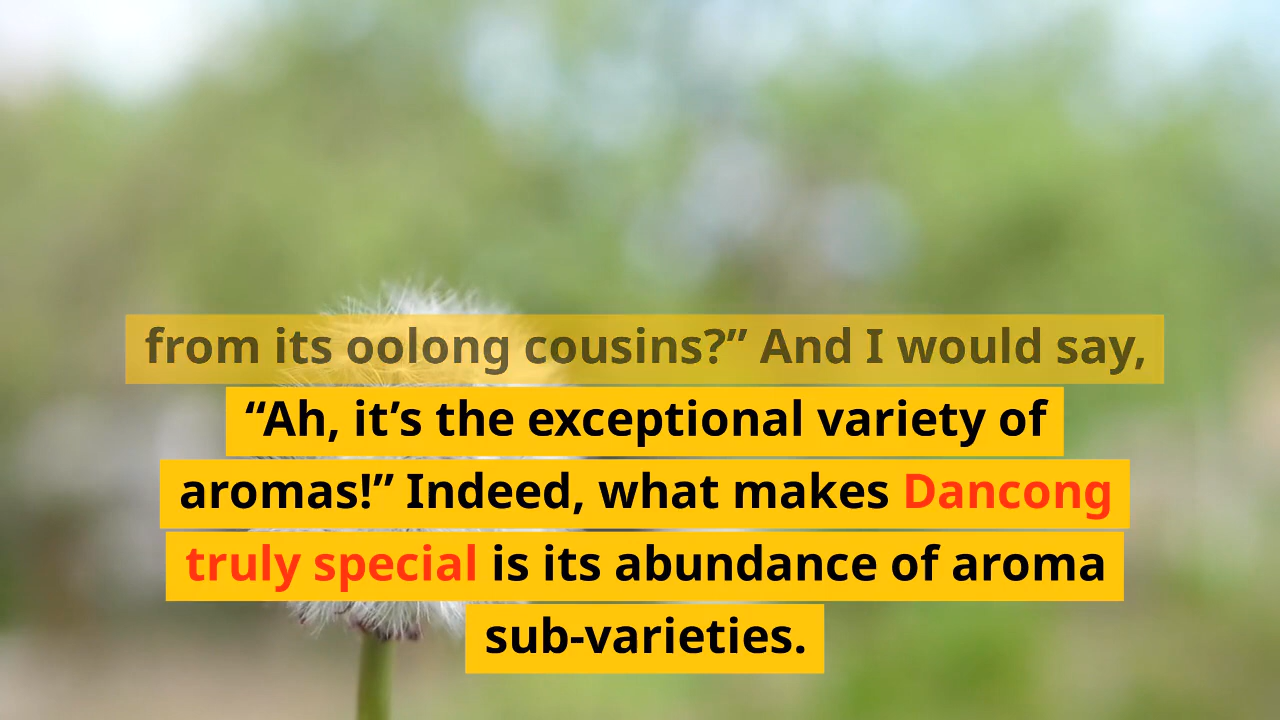 from its oolong cousins?” And I would say,
“Ah, it’s the exceptional variety of
aromas!” Indeed, what makes Dancong
truly special is its abundance of aroma
sub-varieties.